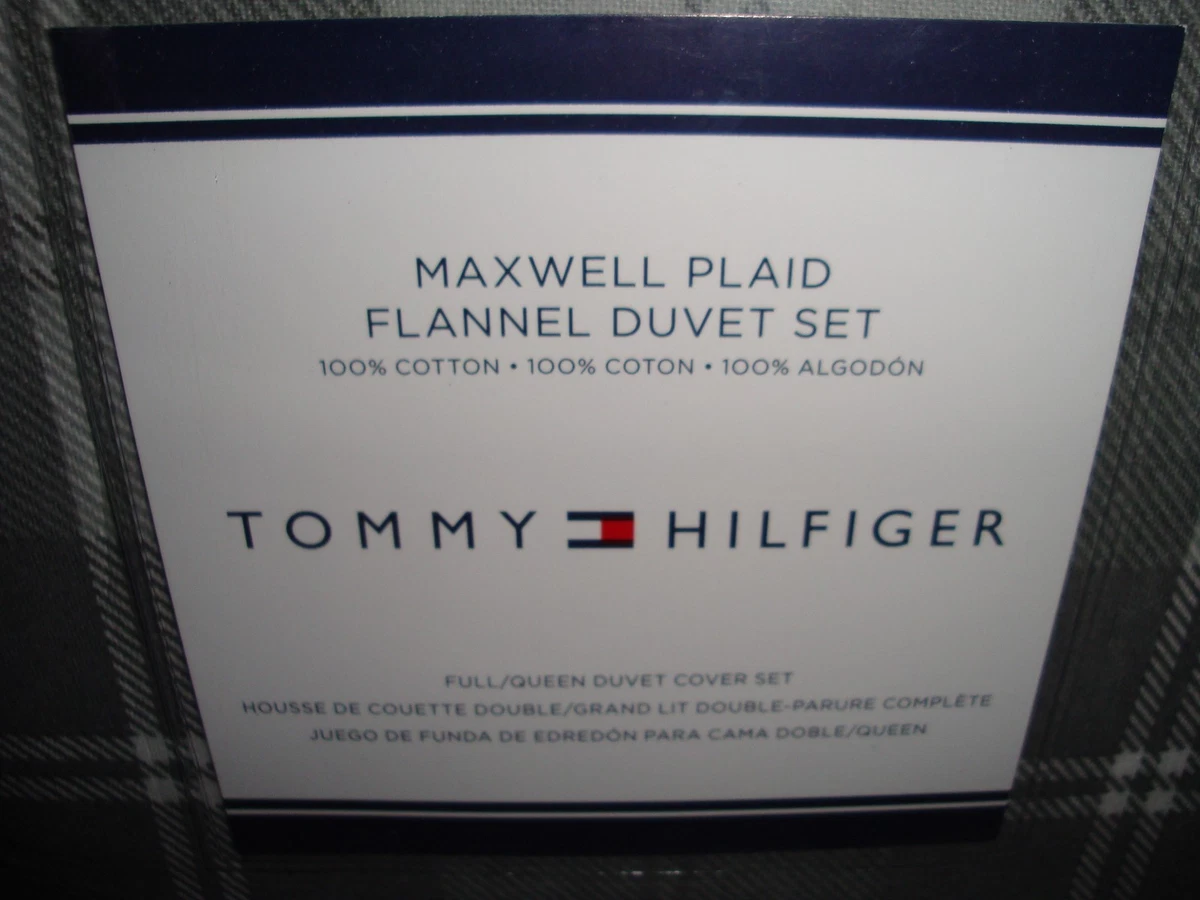 MAXWELL PLAID
FLANNEL DUVET SET
100% COTTON • 100% COTON • 100% ALGODÓN
TOMMY HILFIGER
FULL/QUEEN DUVET COVER SET
HOUSSE DE COUETTE DOUBLE/GRAND LIT DOUBLE-PARURE COMPLÈTE
JUEGO DE FUNDA DE EDREDÓN PARA CAMA DOBLE/QUEEN